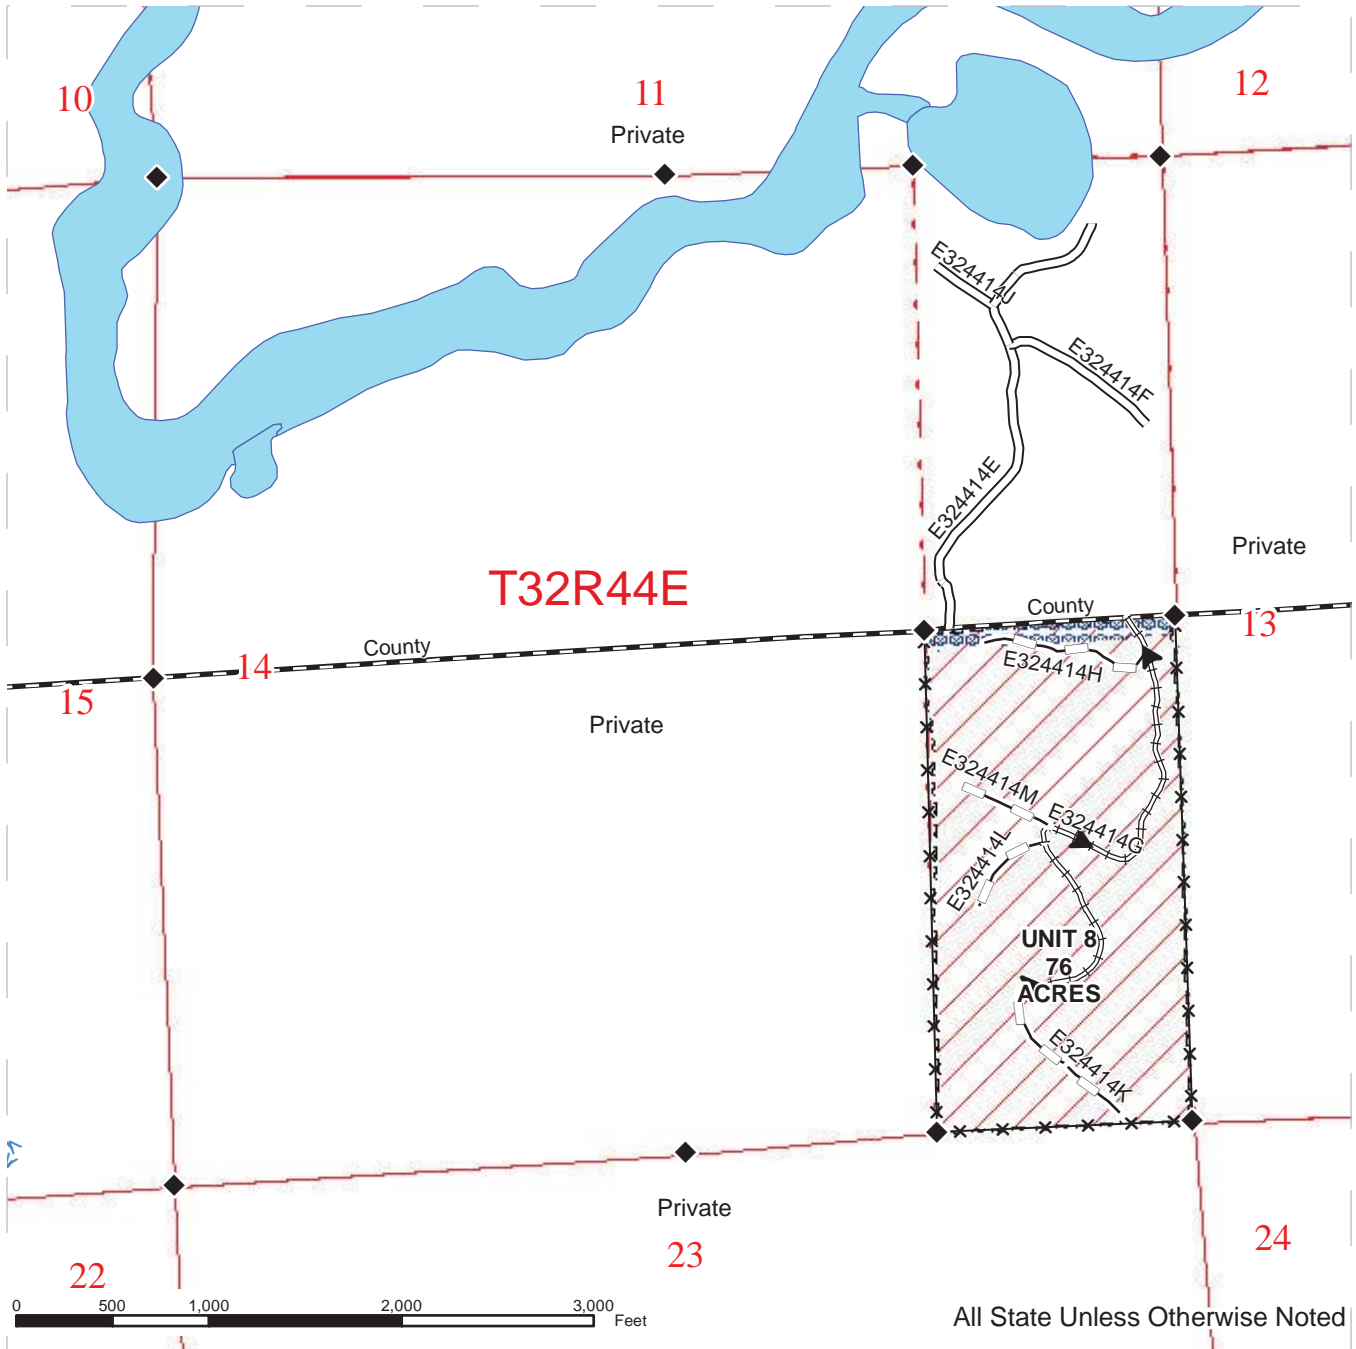 10
11
12
Private
E324414J
E324414F
E324414E
Private
T32R44E
County
13
County
14
E324414H
15
Private
E324414M
E324414G
E324414L
UNIT 8
76
ACRES
E324414K
Private
23
24
22
0 500 1,000 2,000 3,000
Feet
All State Unless Otherwise Noted